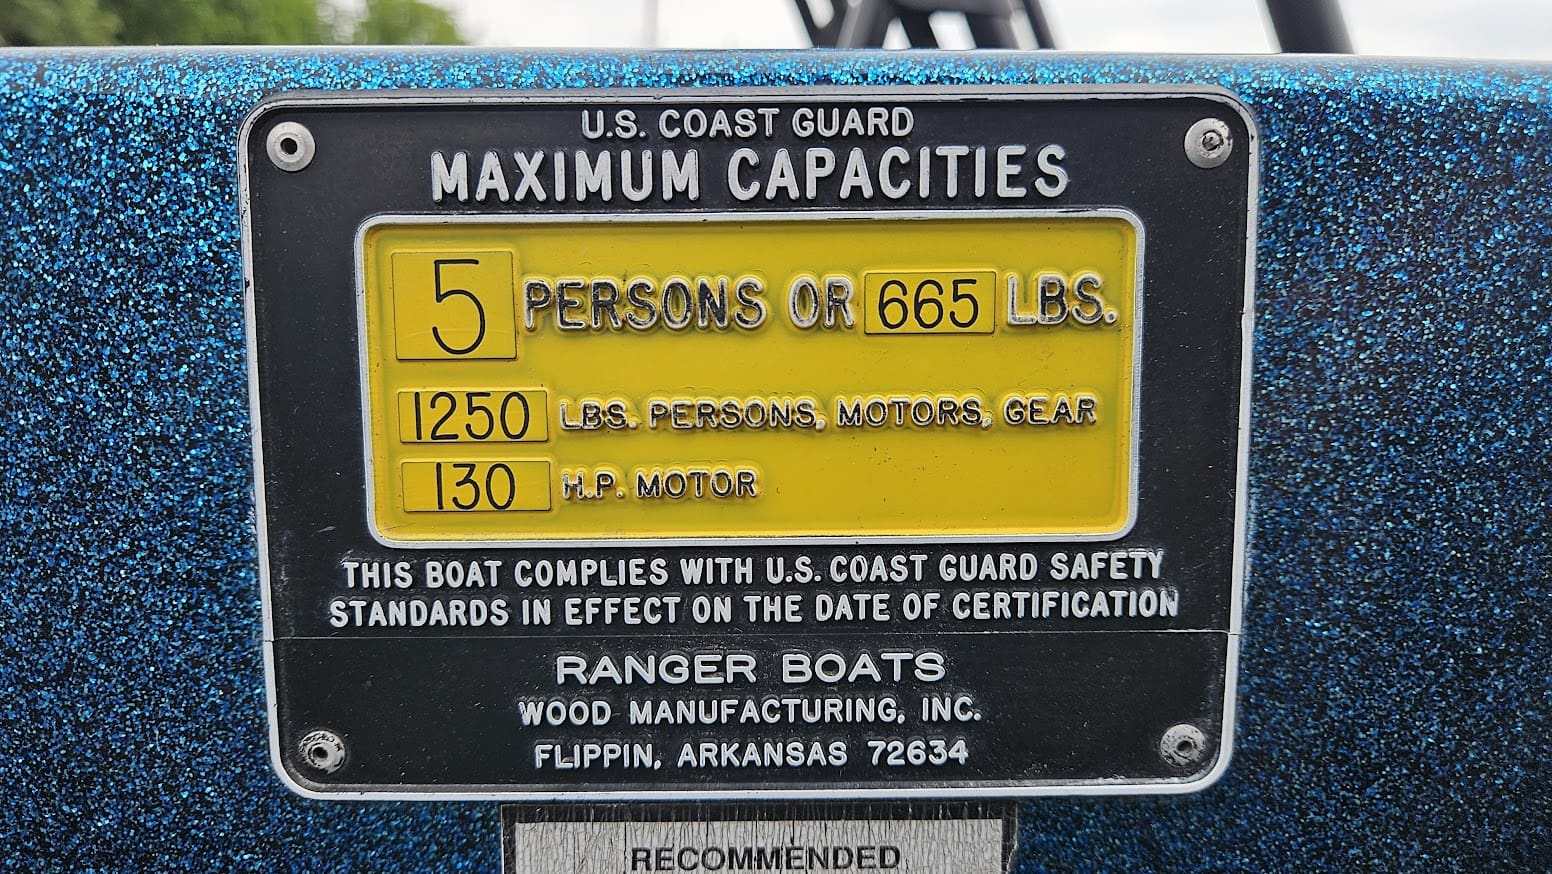 U.S. COAST GUARD
MAXIMUM CAPACITIES
5 PERSONS OR 665 LBS.
1250 LBS. PERSONS, MOTORS, GEAR
130 H.P. MOTOR
THIS BOAT COMPLIES WITH U.S. COAST GUARD SAFETY
STANDARDS IN EFFECT ON THE DATE OF CERTIFICATION
RANGER BOATS
WOOD MANUFACTURING, INC.
FLIPPIN, ARKANSAS 72634
RECOMMENDED